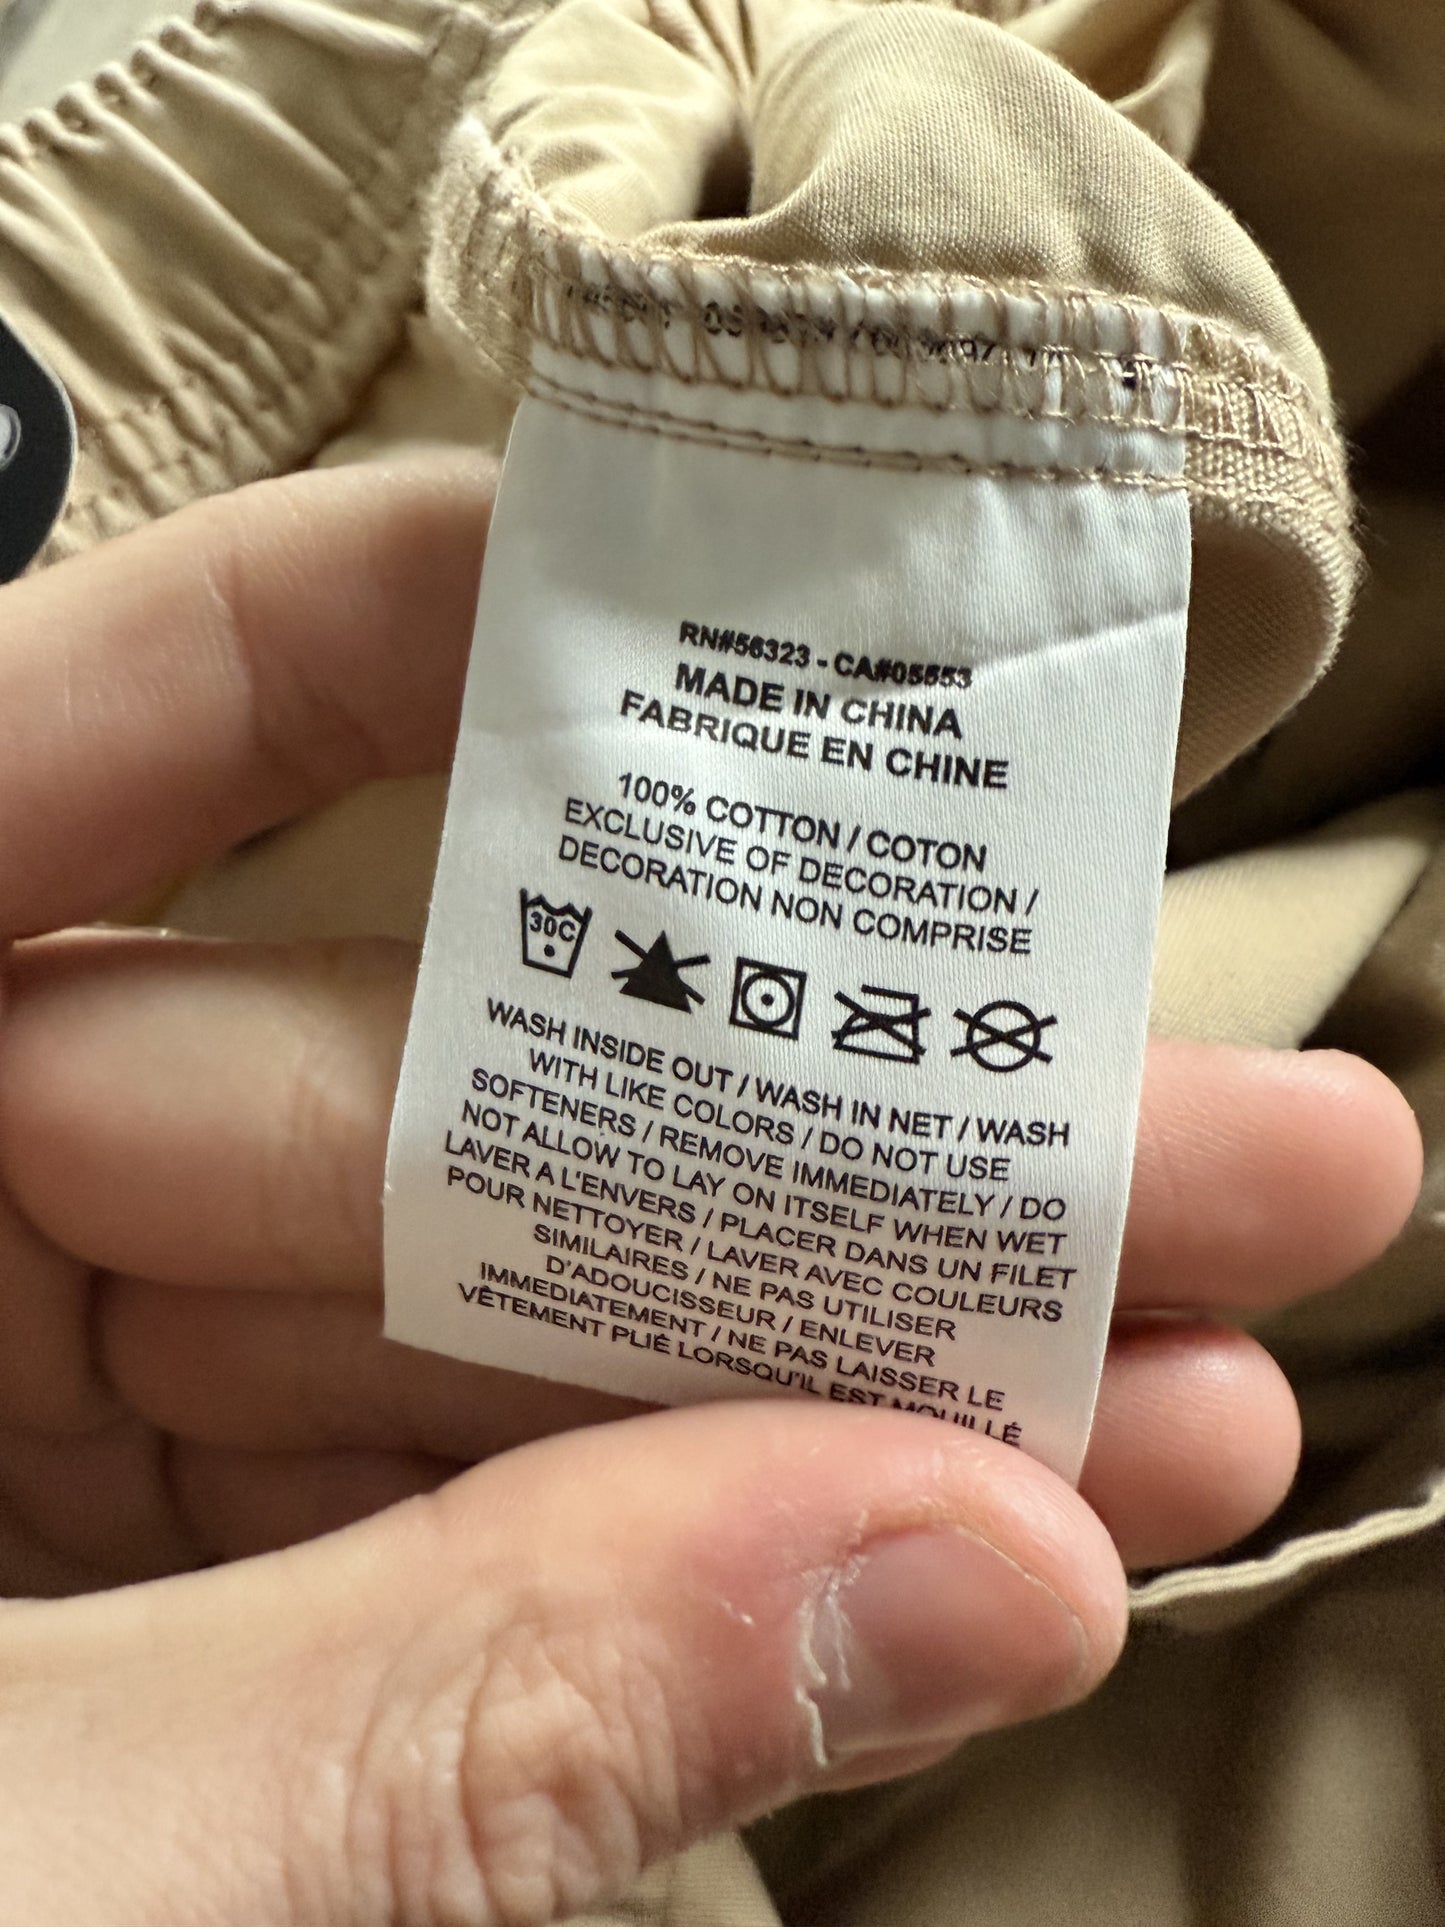 RN#56323 - CA#05553
MADE IN CHINA
FABRIQUE EN CHINE
100% COTTON / COTON
EXCLUSIVE OF DECORATION /
DECORATION NON COMPRISE
30C
WASH INSIDE OUT / WASH IN NET / WASH
WITH LIKE COLORS / DO NOT USE
SOFTENERS / REMOVE IMMEDIATELY / DO
NOT ALLOW TO LAY ON ITSELF WHEN WET
LAVER A L'ENVERS / PLACER DANS UN FILET
POUR NETTOYER / LAVER AVEC COULEURS
SIMILAIRES / NE PAS UTILISER
D'ADOUCISSEUR / ENLEVER
IMMEDIATEMENT / NE PAS LAISSER LE
VÊTEMENT PLIÉ LORSQU'IL EST MOUILLÉ